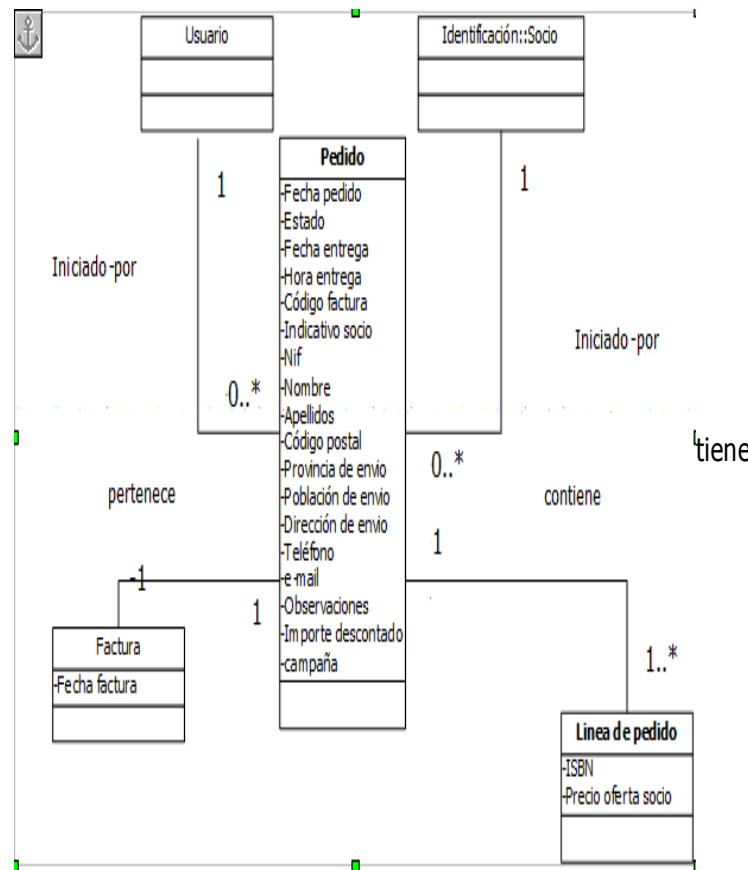 Usuario
Identificación::Socio
1
1
Iniciado-por
Iniciado-por
0..*
0..*
Pedido
-Fecha pedido
-Estado
-Fecha entrega
-Hora entrega
-Código factura
-Indicativo socio
-Nif
-Nombre
-Apellidos
-Código postal
-Provincia de envio
-Población de envio
-Dirección de envio
-Teléfono
-e-mail
-Observaciones
-Importe descontado
-campaña
tiene
pertenece
contiene
-1
1
1
1..*
Factura
-Fecha factura
Linea de pedido
-ISBN
-Precio oferta socio